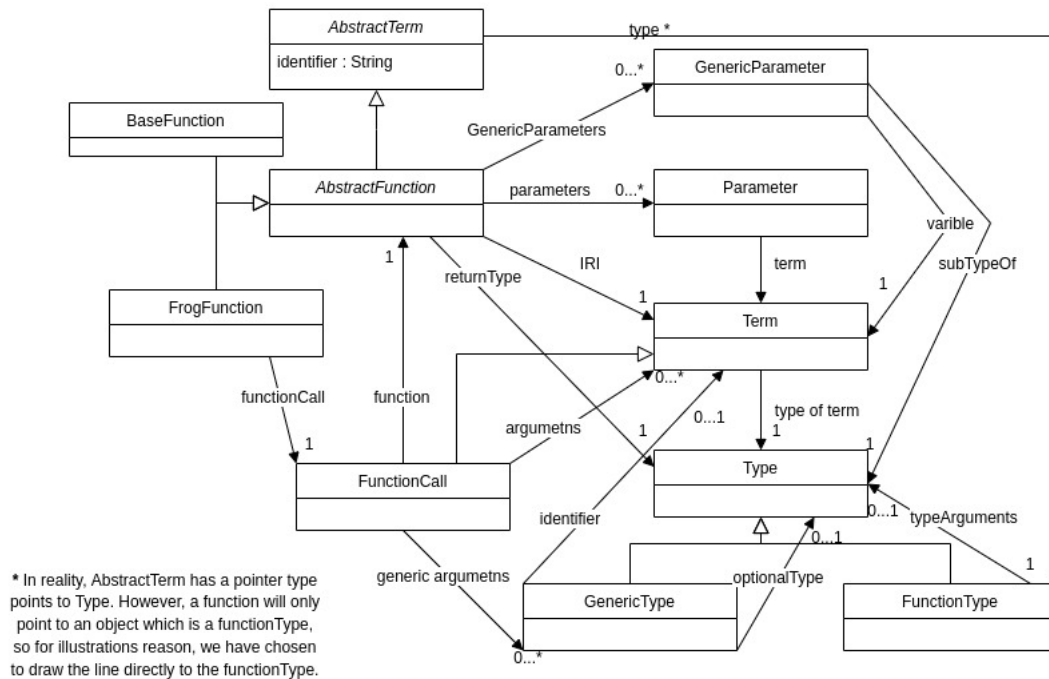 AbstractTerm
type *
identifier : String
0...*
GenericParameter
BaseFunction
GenericParameters
AbstractFunction
parameters
0...*
Parameter
varible
1
returnType
IRI
term
subTypeOf
1
1
FrogFunction
Term
functionCall
function
0...*
argumetns
0...1
type of term
1
1
1
1
FunctionCall
Type
identifier
0...1
typeArguments
0...1
generic argumetns
optionalType
1
GenericType
FunctionType
0...*
* In reality, AbstractTerm has a pointer type
points to Type. However, a function will only
point to an object which is a functionType,
so for illustrations reason, we have chosen
to draw the line directly to the functionType.